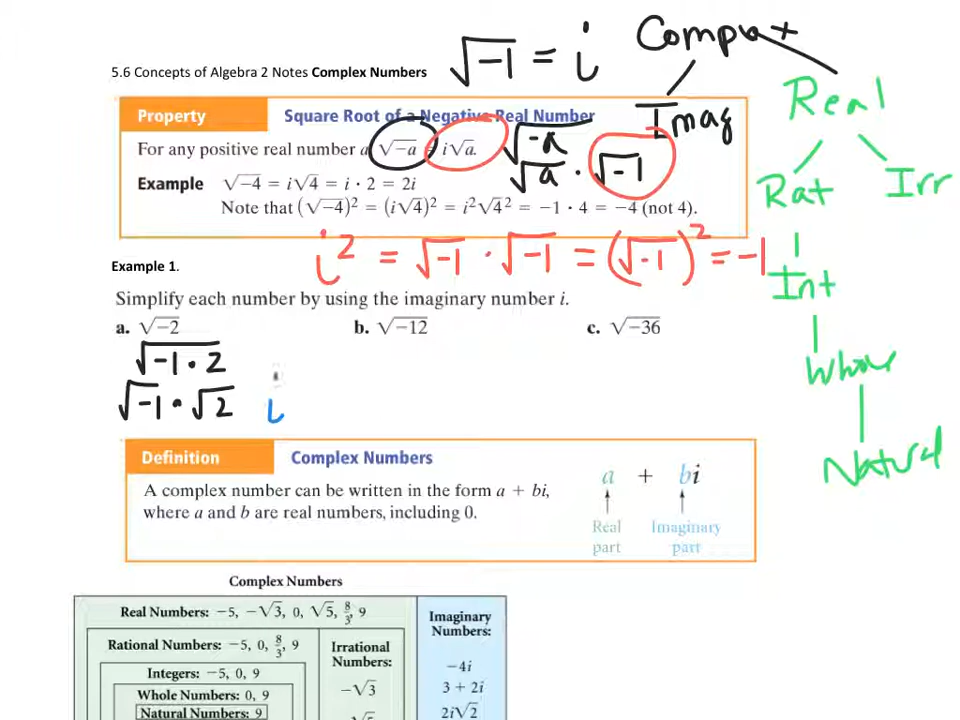 √-1 = i
Complex
5.6 Concepts of Algebra 2 Notes Complex Numbers
Imag
Real
Rat
Irr
Int
Whole
Natural
Property Square Root of a Negative Real Number
For any positive real number a, √-a = i√a.
√-a
√a · √-1
Example √-4 = i√4 = i · 2 = 2i
Note that (√-4)² = (i√4)² = i²√4² = -1 · 4 = -4 (not 4).
i² = √-1 · √-1 = (√-1)² = -1
Example 1.
Simplify each number by using the imaginary number i.
a. √-2 b. √-12 c. √-36
√-1 · 2
√-1 · √2 i
Definition Complex Numbers
A complex number can be written in the form a + bi,
where a and b are real numbers, including 0.
a + bi
Real part
Imaginary part
Complex Numbers
Real Numbers: -5, -√3, 0, √5, 8/3, 9
Imaginary Numbers:
Rational Numbers: -5, 0, 8/3, 9
Irrational Numbers:
Integers: -5, 0, 9
-4i
Whole Numbers: 0, 9
-√3
3 + 2i
Natural Numbers: 9
2i√2